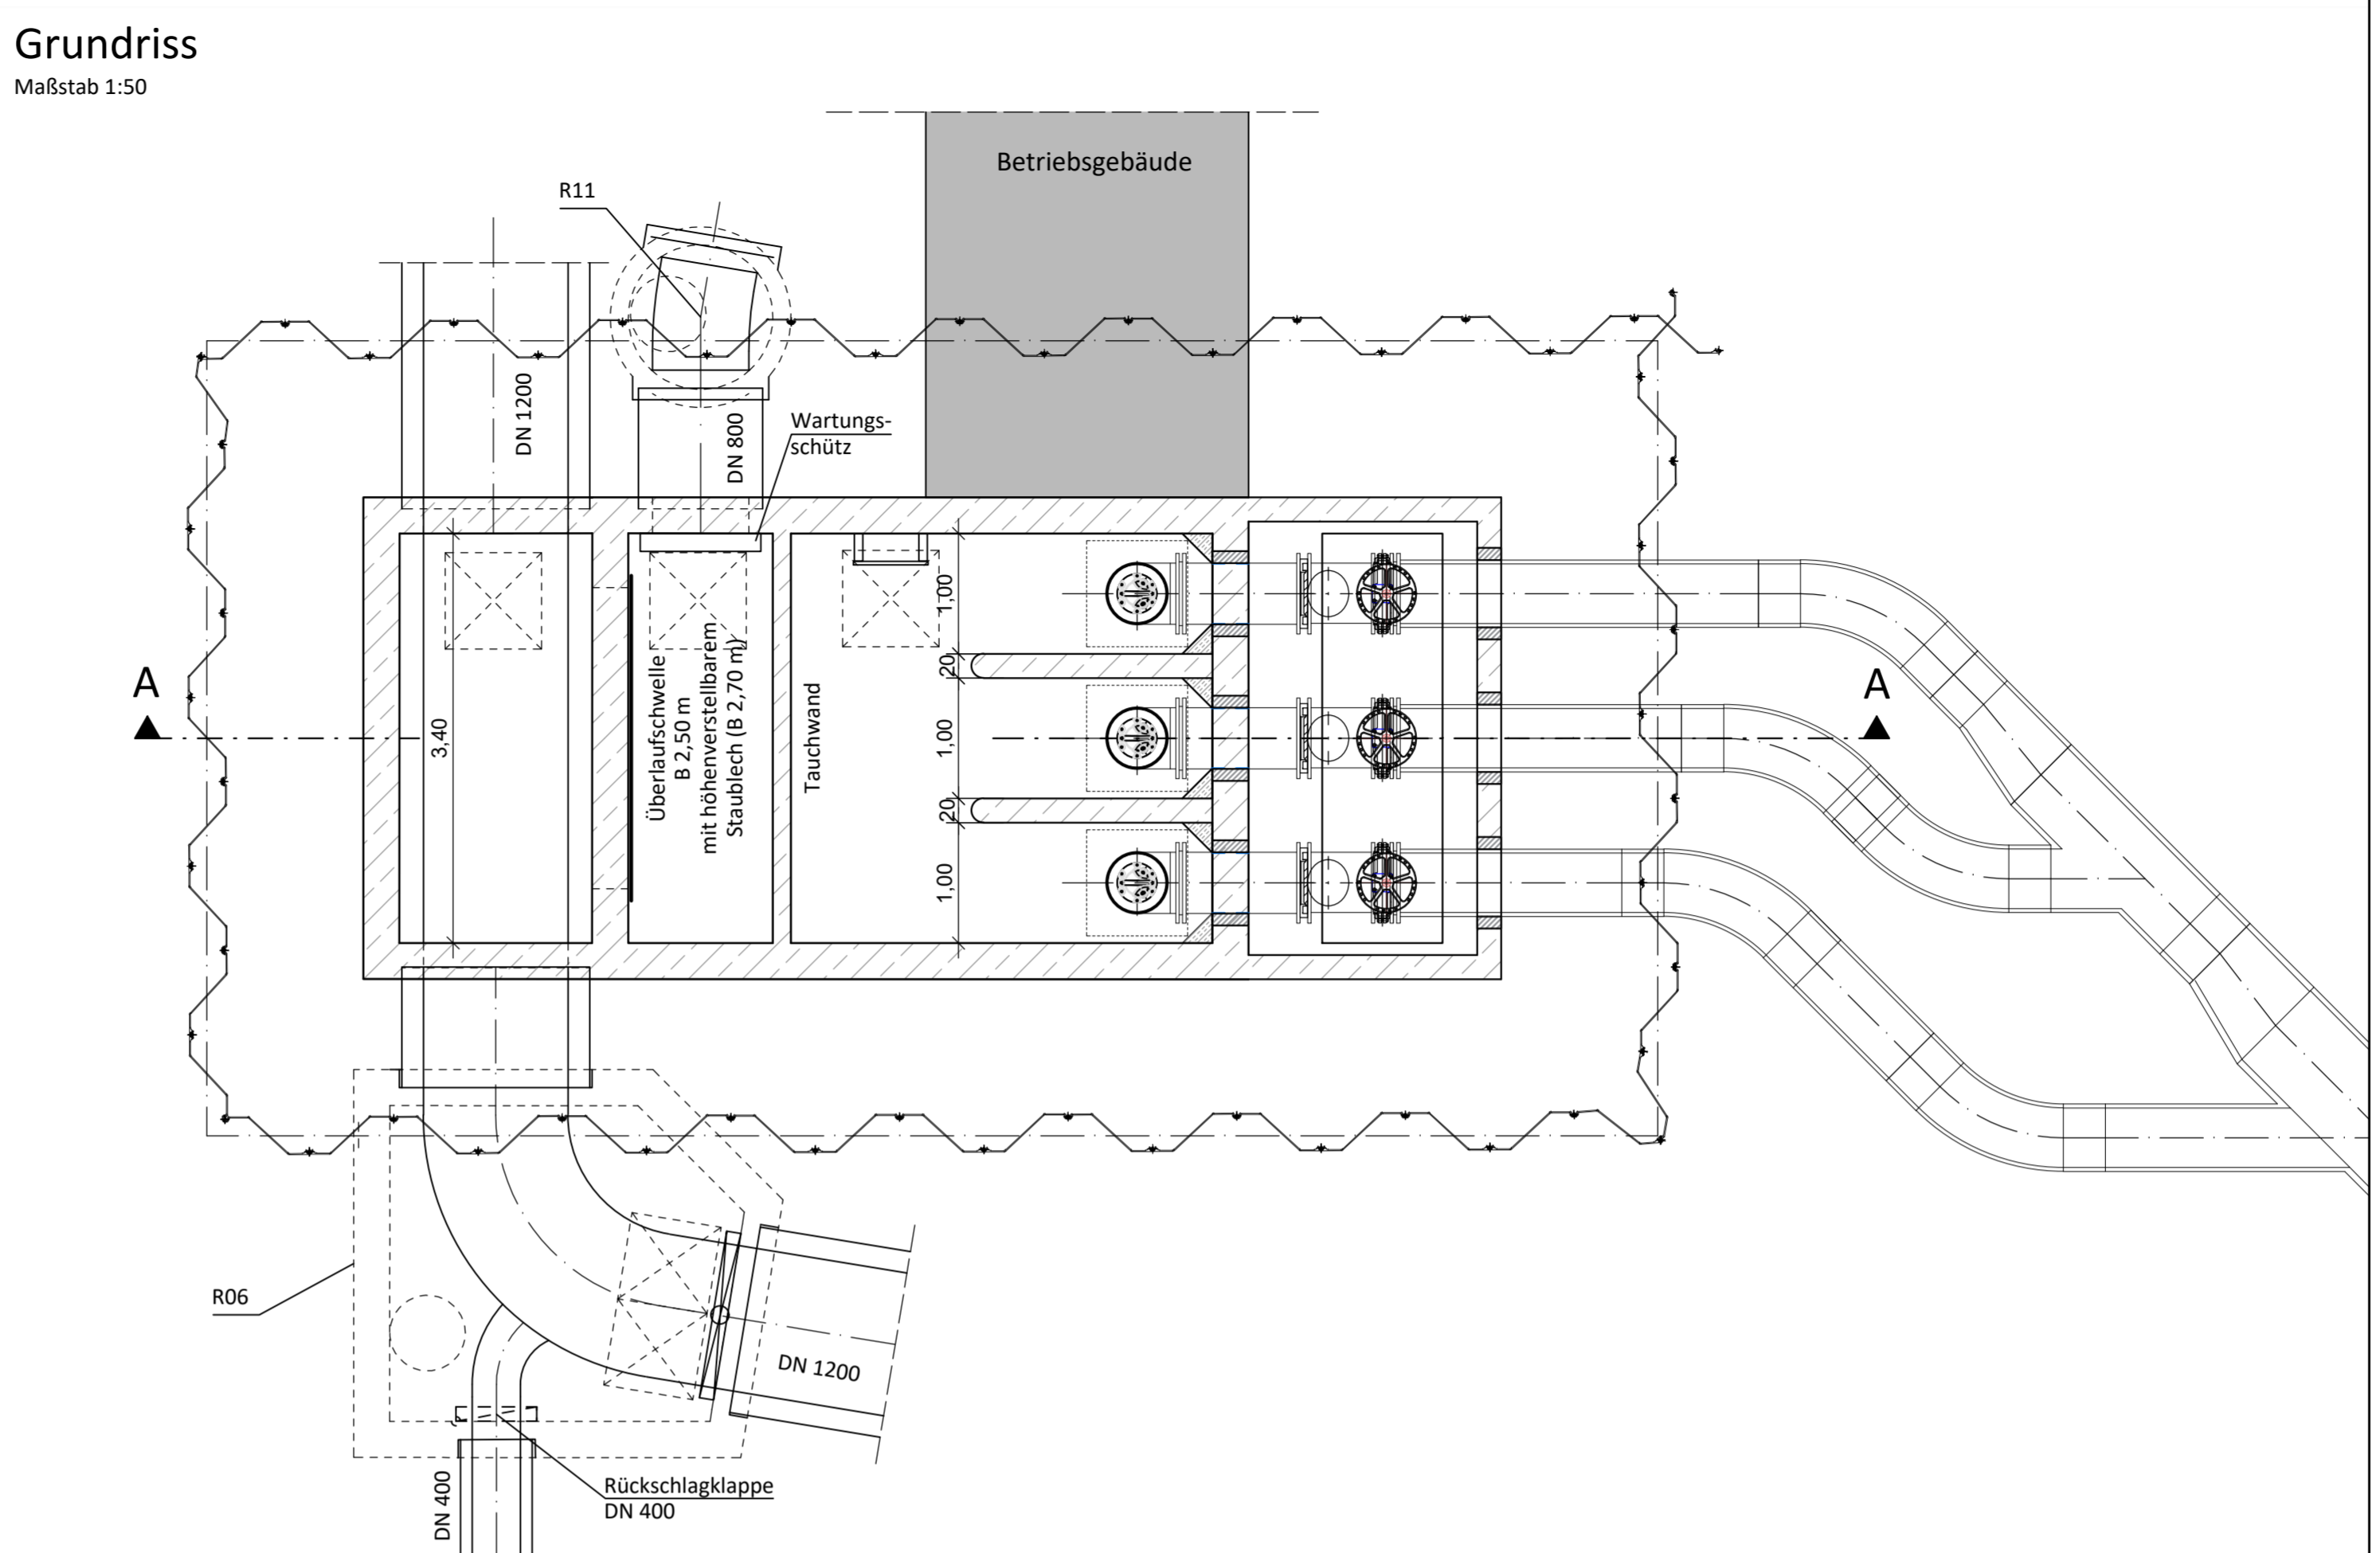 Grundriss
Maßstab 1:50
Betriebsgebäude
R11
DN 1200
DN 800
Wartungs-
schütz
A
A
3,40
Überlaufschwelle
B 2,50 m
mit höhenverstellbarem
Staublech (B 2,70 m)
Tauchwand
1,00
20
1,00
20
1,00
R06
DN 1200
DN 400
Rückschlagklappe
DN 400